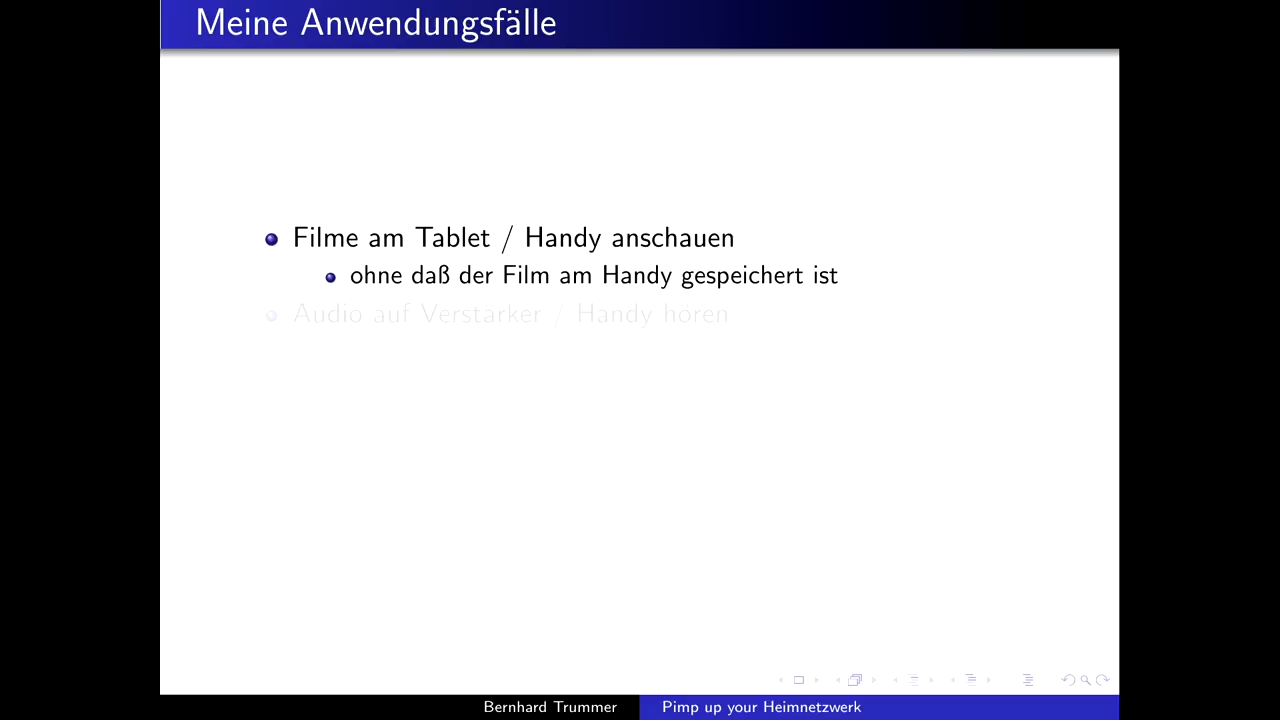 Meine Anwendungsfälle
Filme am Tablet / Handy anschauen
ohne daß der Film am Handy gespeichert ist
Audio auf Verstärker / Handy hören
Bernhard Trummer
Pimp up your Heimnetzwerk